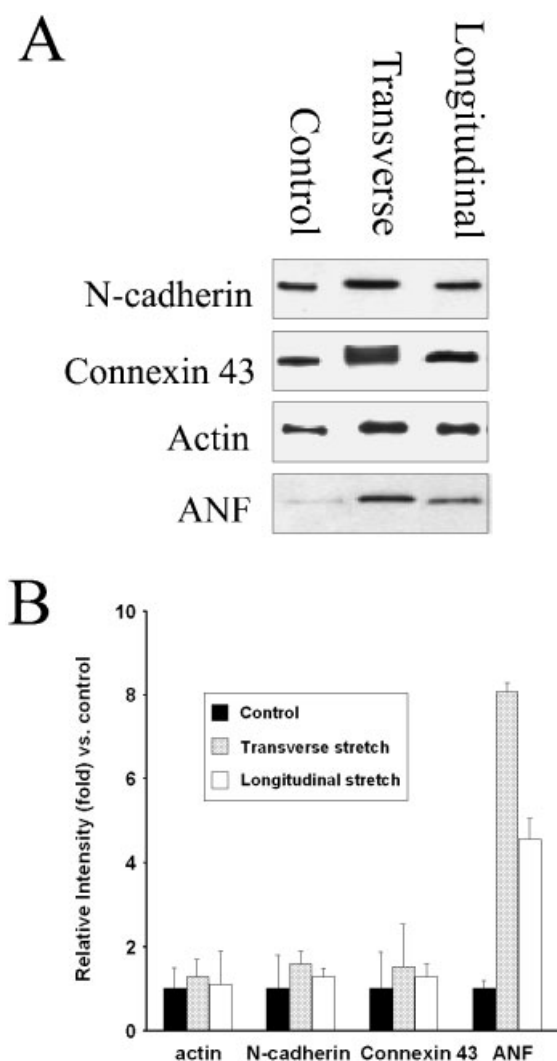 A
Control
Transverse
Longitudinal
N-cadherin
Connexin 43
Actin
ANF
B
Relative Intensity (fold) vs. control
10
8
6
4
2
0
Control
Transverse stretch
Longitudinal stretch
actin N-cadherin Connexin 43 ANF